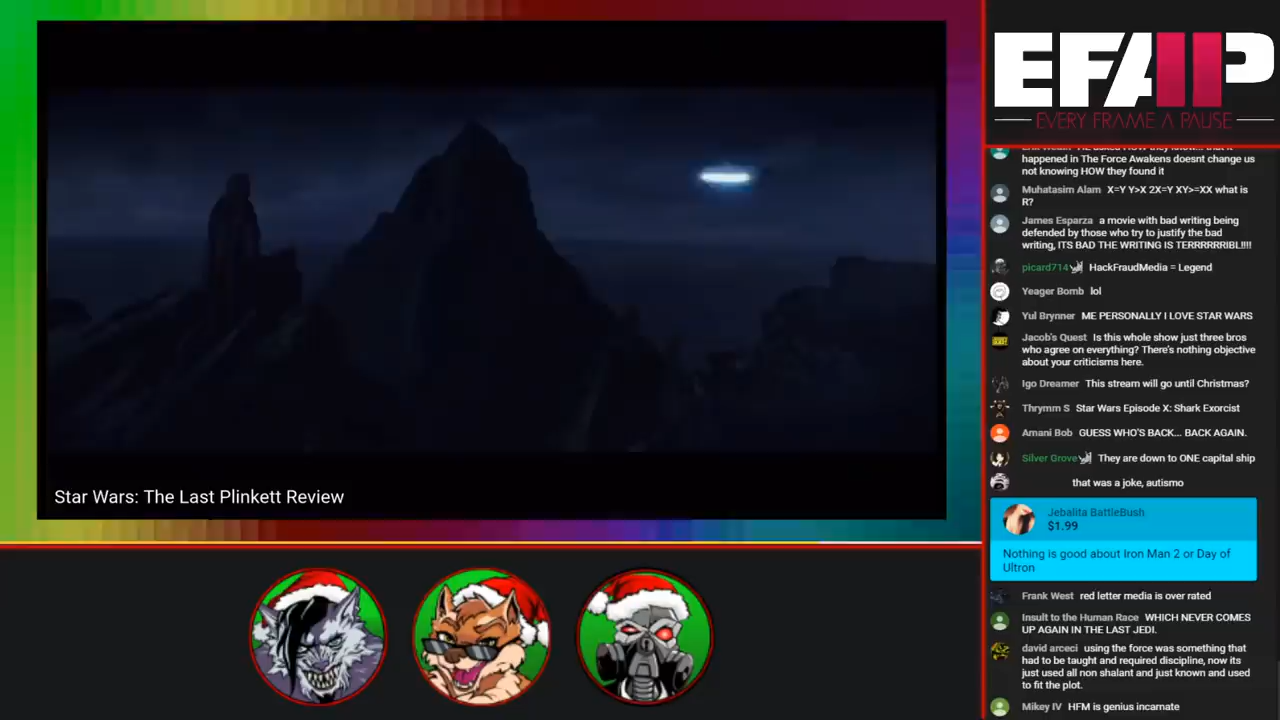 EFAP
EVERY FRAME A PAUSE
happened in The Force Awakens doesnt change us
not knowing HOW they found it
Muhatasim Alam X=Y Y>X 2X=Y XY>=XX what is
R?
James Esparza a movie with bad writing being
defended by those who try to justify the bad
writing, ITS BAD THE WRITING IS TERRRRRRIBL!!!!
picard714 HackFraudMedia = Legend
Yeager Bomb lol
Yul Brynner ME PERSONALLY I LOVE STAR WARS
Jacob's Quest Is this whole show just three bros
who agree on everything? There's nothing objective
about your criticisms here.
Igo Dreamer This stream will go until Christmas?
Thrymm S Star Wars Episode X: Shark Exorcist
Amani Bob GUESS WHO'S BACK... BACK AGAIN.
Silver Grove They are down to ONE capital ship
that was a joke, autismo
Jebalita BattleBush
$1.99
Nothing is good about Iron Man 2 or Day of
Ultron
Frank West red letter media is over rated
Insult to the Human Race WHICH NEVER COMES
UP AGAIN IN THE LAST JEDI.
david arceci using the force was something that
had to be taught and required discipline, now its
just used all non shalant and just known and used
to fit the plot.
Mikey IV HFM is genius incarnate
Star Wars: The Last Plinkett Review